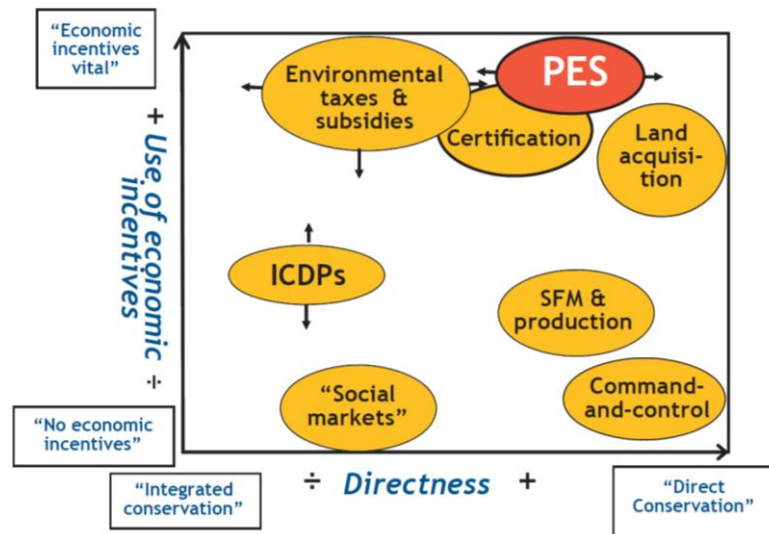 “Economic
incentives
vital”
+
Use of economic
incentives
÷
“No economic
incentives”
Environmental
taxes &
subsidies
PES
Certification
Land
acquisi-
tion
ICDPs
SFM &
production
“Social
markets”
Command-
and-control
“Integrated
conservation”
÷ Directness +
“Direct
Conservation”